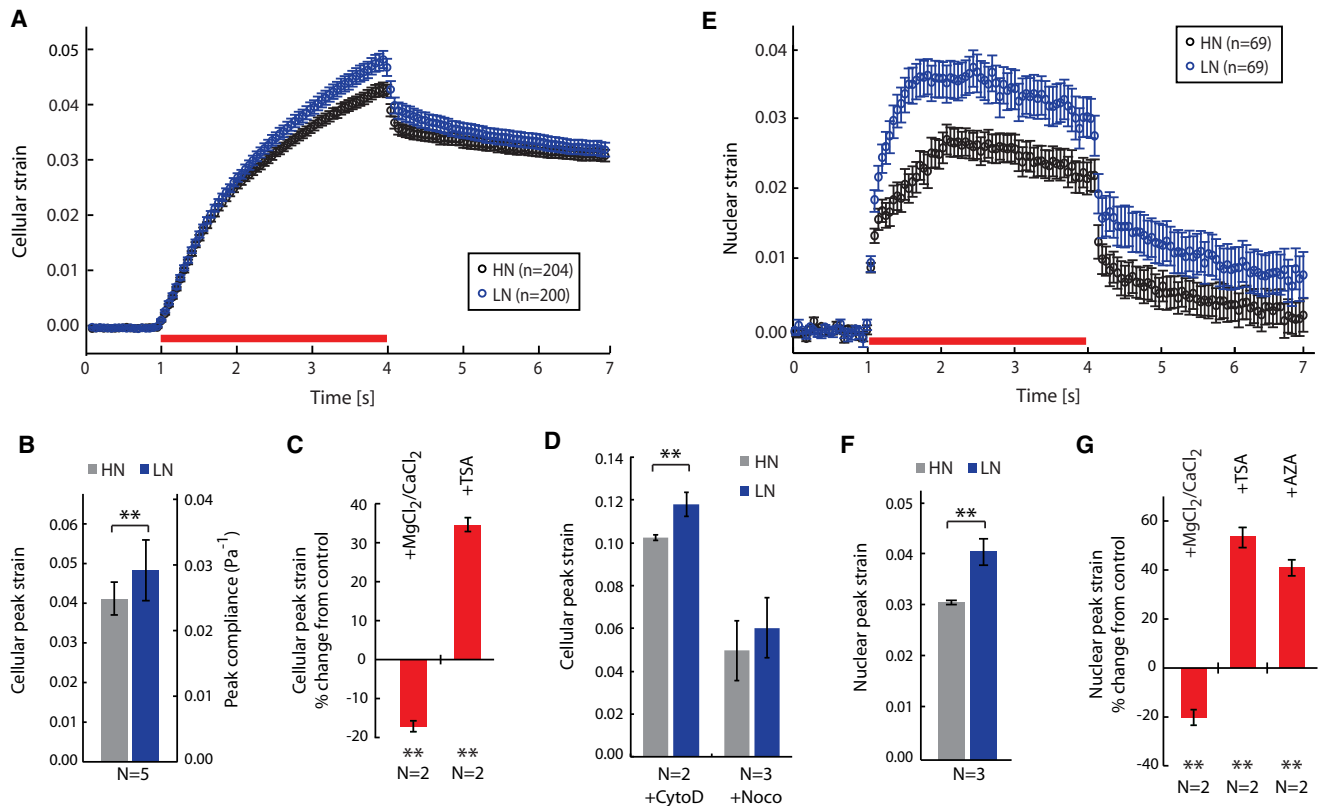 A
0.05
0.04
0.03
0.02
0.01
0.00
Cellular strain
HN (n=204)
LN (n=200)
0 1 2 3 4 5 6 7
Time [s]
E
0.04
0.03
0.02
0.01
0.00
Nuclear strain
HN (n=69)
LN (n=69)
0 1 2 3 4 5 6 7
Time [s]
B
HN LN
**
0.06
0.05
0.04
0.03
0.02
0.01
0.00
Cellular peak strain
0.04
0.03
0.02
0.01
0.00
Peak compliance (Pa⁻¹)
N=5
C
+MgCl₂/CaCl₂
+TSA
40
30
20
10
0
-10
-20
Cellular peak strain
% change from control
** **
N=2 N=2
D
**
HN
LN
0.14
0.12
0.10
0.08
0.06
0.04
0.02
0.00
Cellular peak strain
N=2 N=3
+CytoD +Noco
F
HN LN
**
0.05
0.04
0.03
0.02
0.01
0.00
Nuclear peak strain
N=3
G
+MgCl₂/CaCl₂
+TSA
+AZA
60
40
20
0
-20
-40
Nuclear peak strain
% change from control
** ** **
N=2 N=2 N=2